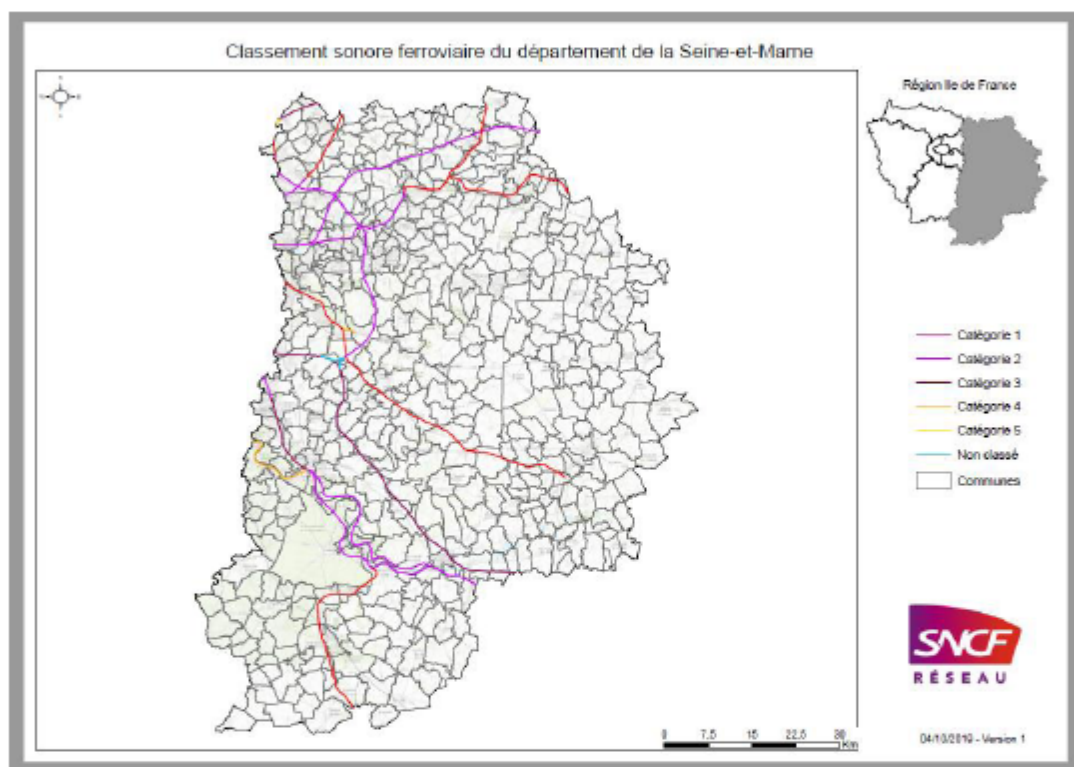 Classement sonore ferroviaire du département de la Seine-et-Marne
Région Ile de France
Catégorie 1
Catégorie 2
Catégorie 3
Catégorie 4
Catégorie 5
Non classé
Communes
SNCF
RÉSEAU
0 7,5 15 22,5 30
Km
04/10/2019 - Version 1